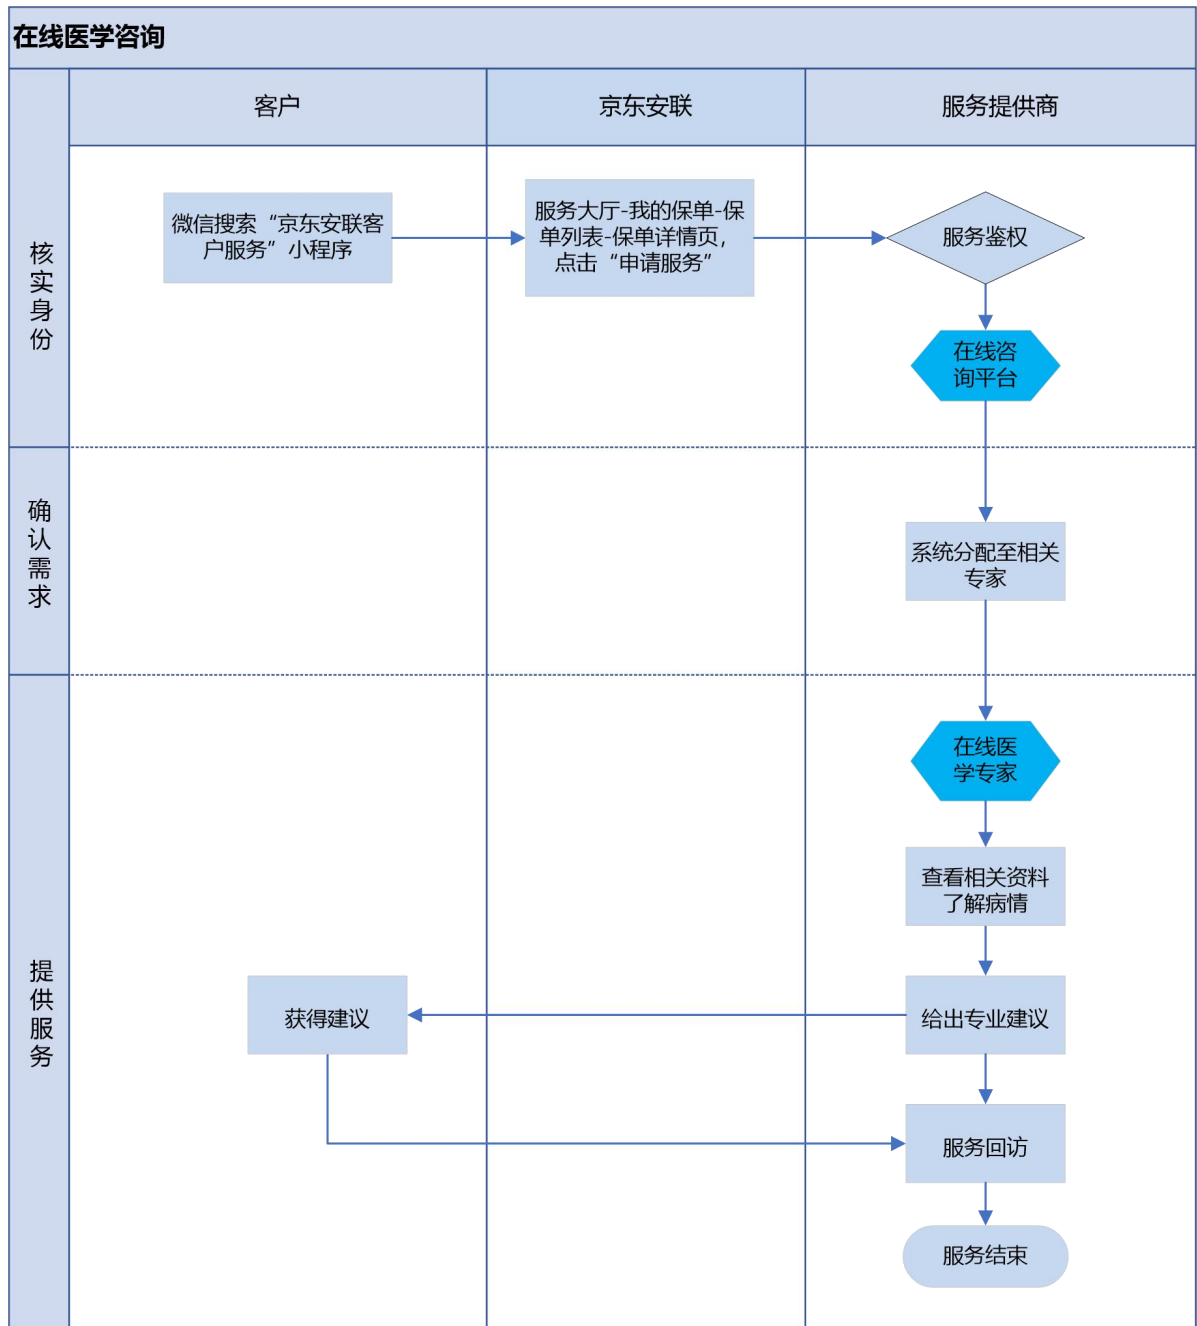 在线医学咨询
客户
京东安联
服务提供商
核实身份
微信搜索“京东安联客
户服务”小程序
服务大厅-我的保单-保
单列表-保单详情页，
点击“申请服务”
服务鉴权
在线咨
询平台
确认需求
系统分配至相关
专家
提供服务
在线医
学专家
查看相关资料
了解病情
获得建议
给出专业建议
服务回访
服务结束